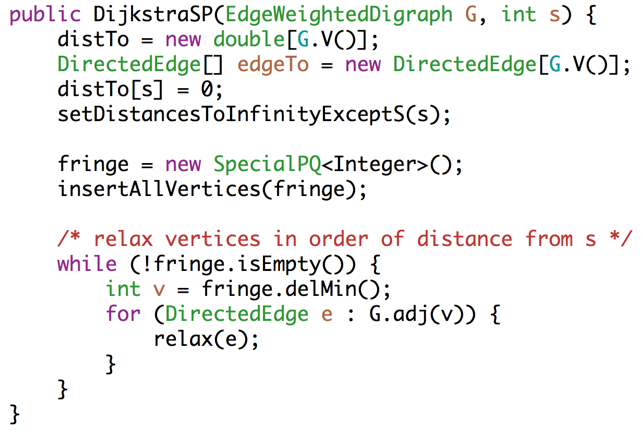 public DijkstraSP(EdgeWeightedDigraph G, int s) {
    distTo = new double[G.V()];
    DirectedEdge[] edgeTo = new DirectedEdge[G.V()];
    distTo[s] = 0;
    setDistancesToInfinityExceptS(s);

    fringe = new SpecialPQ<Integer>();
    insertAllVertices(fringe);

    /* relax vertices in order of distance from s */
    while (!fringe.isEmpty()) {
        int v = fringe.delMin();
        for (DirectedEdge e : G.adj(v)) {
            relax(e);
        }
    }
}